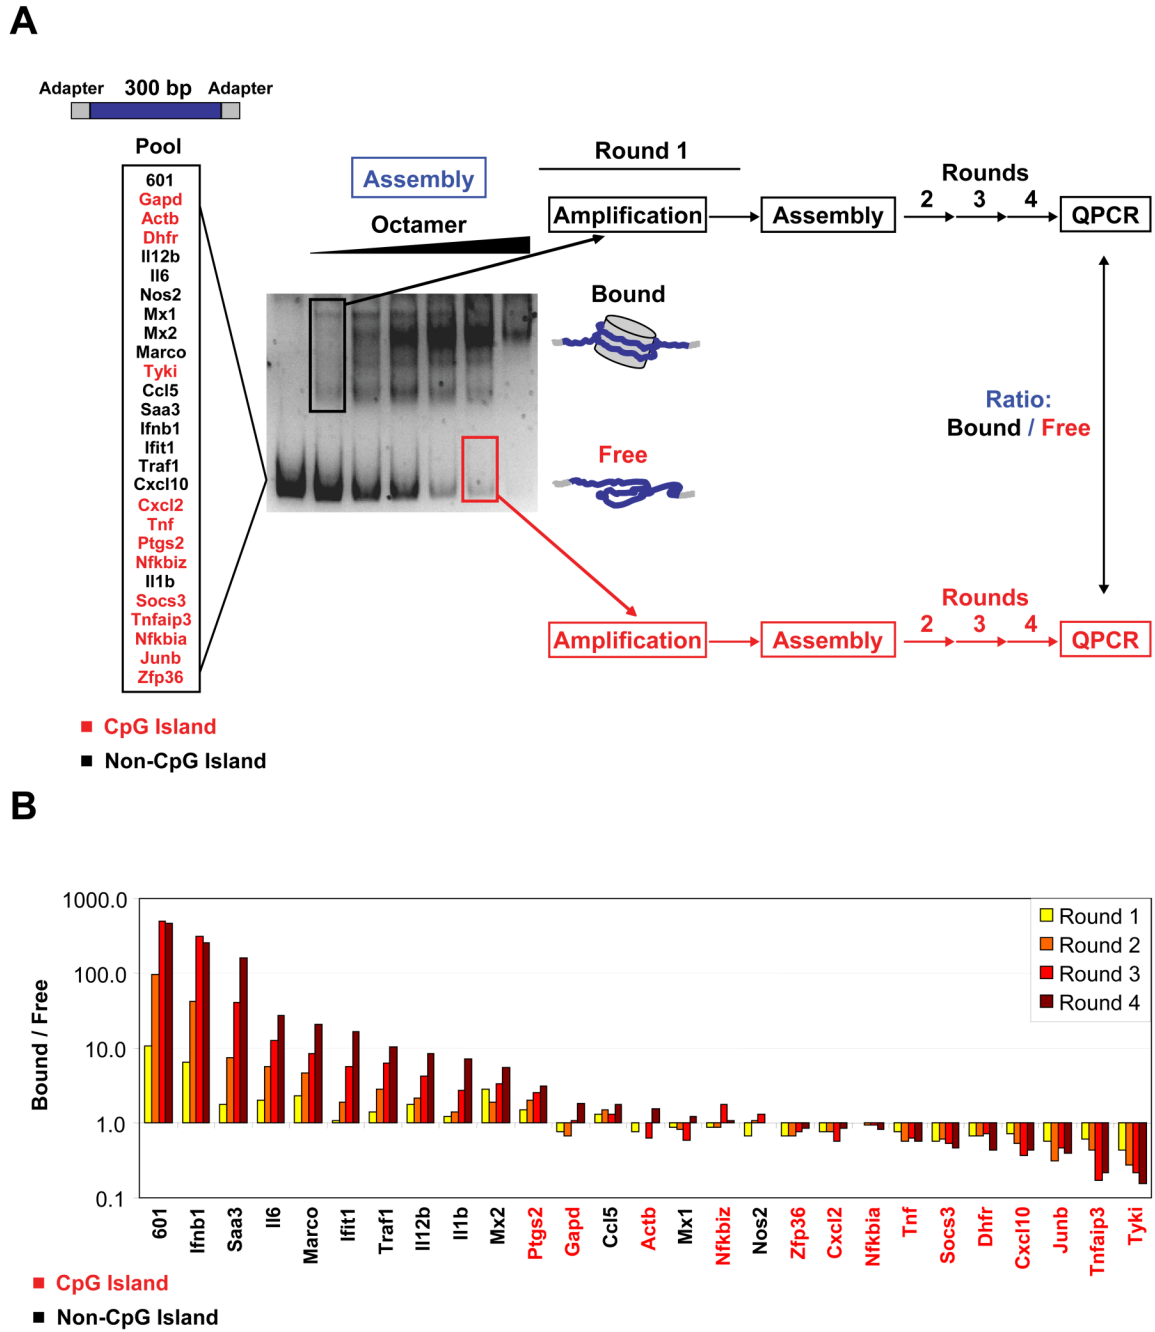 A
Adapter 300 bp Adapter
Pool
601
Gapd
Actb
Dhfr
Il12b
Il6
Nos2
Mx1
Mx2
Marco
Tyki
Ccl5
Saa3
Ifnb1
Ifit1
Traf1
Cxcl10
Cxcl2
Tnf
Ptgs2
Nfkbiz
Il1b
Socs3
Tnfaip3
Nfkbia
Junb
Zfp36
CpG Island
Non-CpG Island
Assembly
Octamer
Round 1
Amplification
Assembly
Rounds
2 3 4
QPCR
Bound
Free
Ratio:
Bound / Free
Amplification
Assembly
Rounds
2 3 4
QPCR
B
Bound / Free
1000.0
100.0
10.0
1.0
0.1
Round 1
Round 2
Round 3
Round 4
601
Ifnb1
Saa3
Il6
Marco
Ifit1
Traf1
Il12b
Il1b
Mx2
Ptgs2
Gapd
Ccl5
Actb
Mx1
Nfkbiz
Nos2
Zfp36
Cxcl2
Nfkbia
Tnf
Socs3
Dhfr
Cxcl10
Junb
Tnfaip3
Tyki
CpG Island
Non-CpG Island